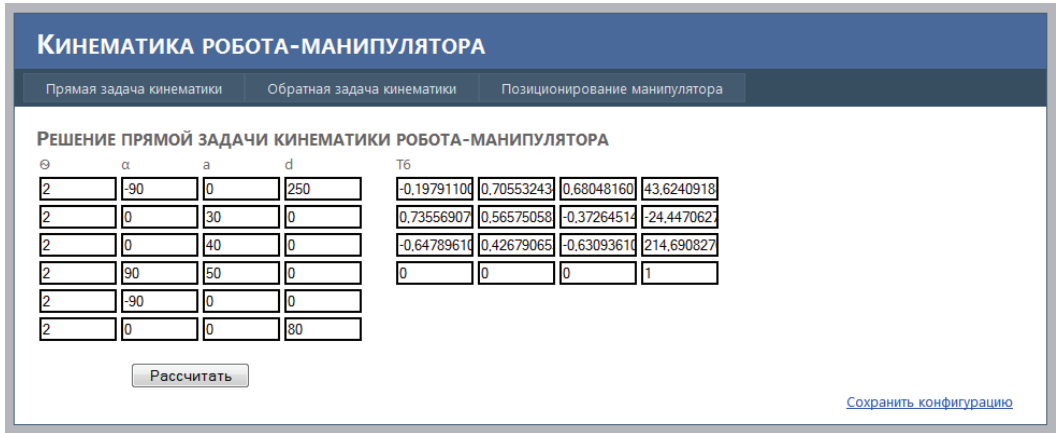 Кинематика робота-манипулятора
Прямая задача кинематики Обратная задача кинематики Позиционирование манипулятора
Решение прямой задачи кинематики робота-манипулятора
Θ α a d T6
2 -90 0 250 -0,19791100 0,70553243 0,68048160 43,6240918
2 0 30 0 0,73556907 0,56575058 -0,37264514 -24,4470627
2 0 40 0 -0,64789610 0,42679065 -0,63093610 214,690827
2 90 50 0 0 0 0 1
2 -90 0 0
2 0 0 80
Рассчитать
Сохранить конфигурацию